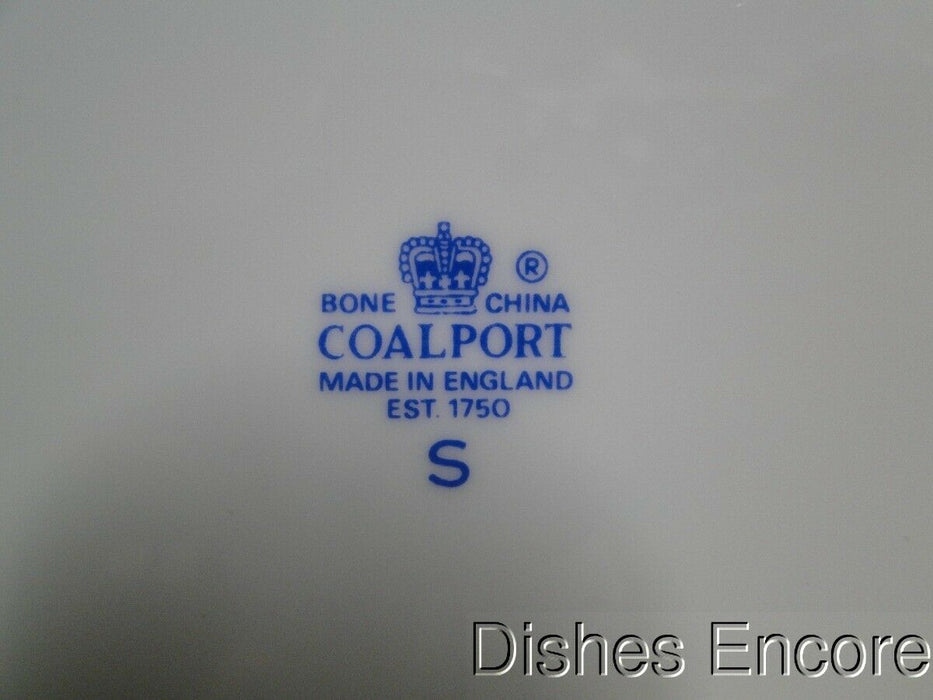 ®
BONE CHINA
COALPORT
MADE IN ENGLAND
EST. 1750
S
Dishes Encore